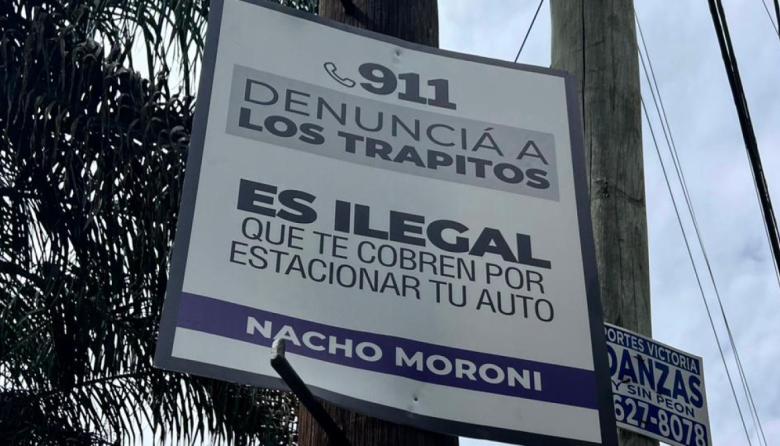 911
DENUNCIÁ A
LOS TRAPITOS
ES ILEGAL
QUE TE COBREN POR
ESTACIONAR TU AUTO
NACHO MORONI
PORTES VICTORIA
DANZAS
Y SIN PEON
627-8078